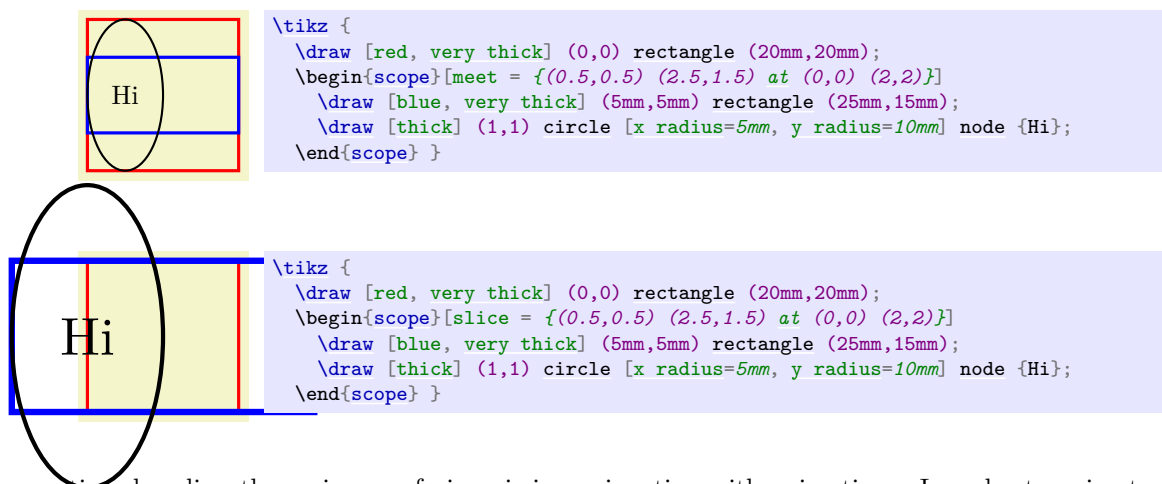 Hi
\tikz {
\draw [red, very thick] (0,0) rectangle (20mm,20mm);
\begin{scope}[meet = {(0.5,0.5) (2.5,1.5) at (0,0) (2,2)}]
\draw [blue, very thick] (5mm,5mm) rectangle (25mm,15mm);
\draw [thick] (1,1) circle [x radius=5mm, y radius=10mm] node {Hi};
\end{scope} }
Hi
\tikz {
\draw [red, very thick] (0,0) rectangle (20mm,20mm);
\begin{scope}[slice = {(0.5,0.5) (2.5,1.5) at (0,0) (2,2)}]
\draw [blue, very thick] (5mm,5mm) rectangle (25mm,15mm);
\draw [thick] (1,1) circle [x radius=5mm, y radius=10mm] node {Hi};
\end{scope} }